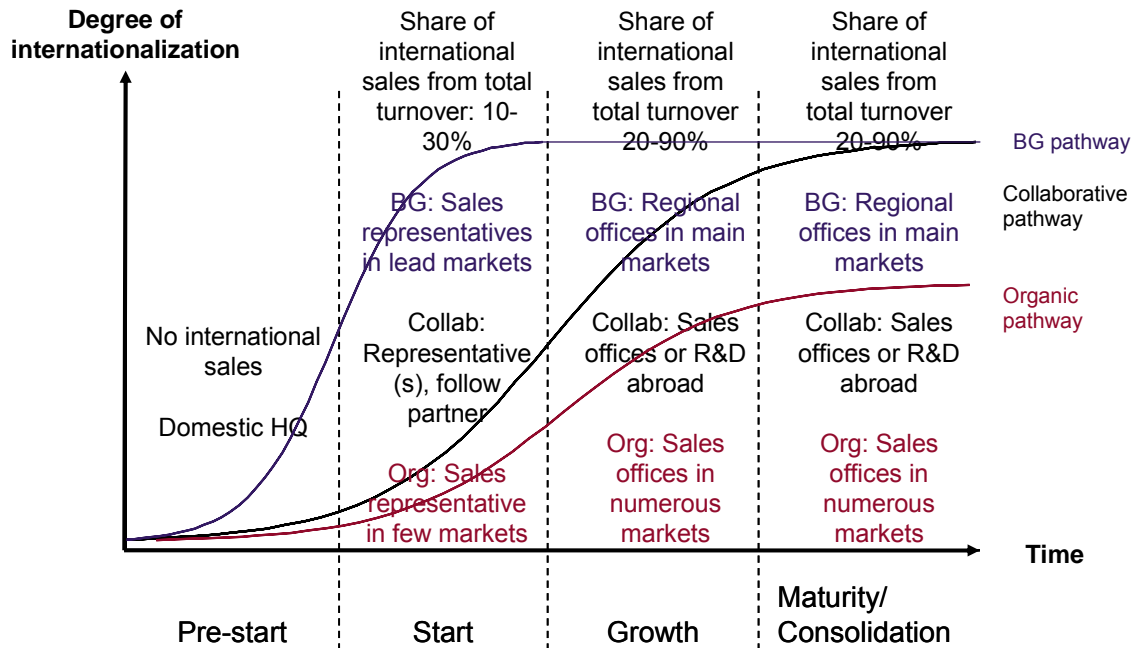 Degree of
internationalization
Share of
international
sales from total
turnover: 10-
30%
Share of
international
sales from
total turnover
20-90%
Share of
international
sales from
total turnover
20-90%
BG pathway
Collaborative
pathway
Organic
pathway
No international
sales
Domestic HQ
BG: Sales
representatives
in lead markets
Collab:
Representative
(s), follow
partner
Org: Sales
representative
in few markets
BG: Regional
offices in main
markets
Collab: Sales
offices or R&D
abroad
Org: Sales
offices in
numerous
markets
BG: Regional
offices in main
markets
Collab: Sales
offices or R&D
abroad
Org: Sales
offices in
numerous
markets
Time
Pre-start
Start
Growth
Maturity/
Consolidation